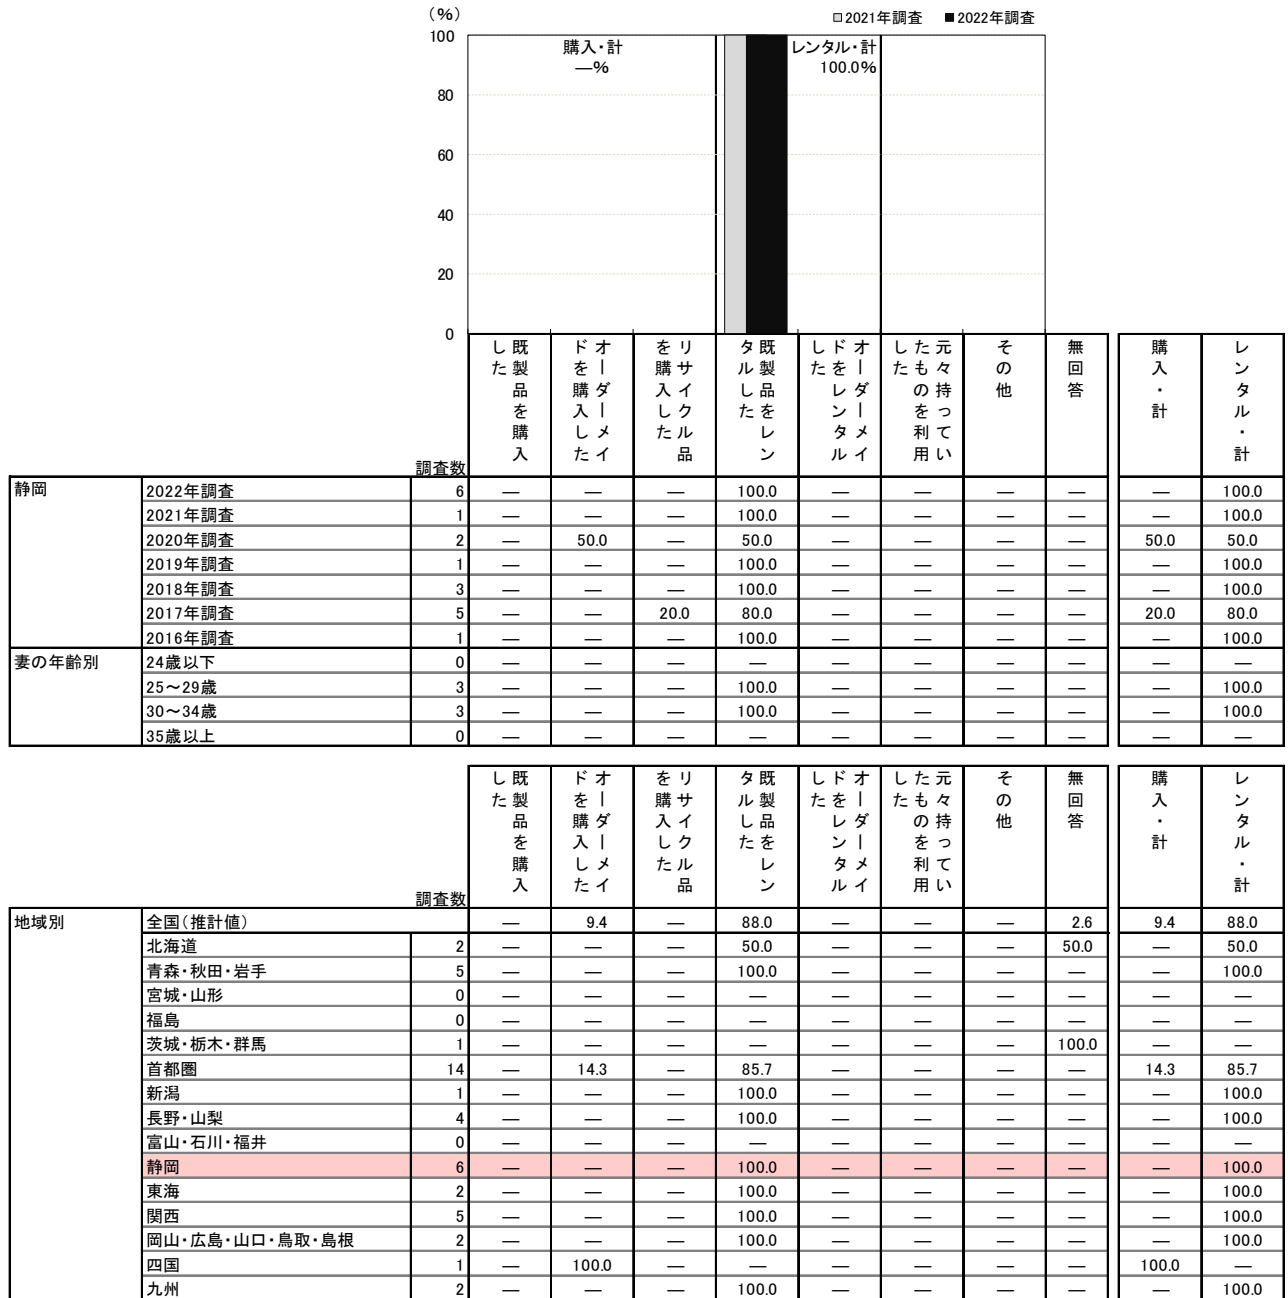 (%)
□2021年調査 ■2022年調査
100
80
60
40
20
0
購入・計
―%
レンタル・計
100.0%
調査数 既製品を購入した オーダーメイドを購入した リサイクル品を購入した 既製品をレンタルした オーダーメイドをレンタルした 元々持っていたものを利用した その他 無回答 購入・計 レンタル・計
静岡 2022年調査 6 ― ― ― 100.0 ― ― ― ― ― 100.0
2021年調査 1 ― ― ― 100.0 ― ― ― ― ― 100.0
2020年調査 2 ― 50.0 ― 50.0 ― ― ― ― 50.0 50.0
2019年調査 1 ― ― ― 100.0 ― ― ― ― ― 100.0
2018年調査 3 ― ― ― 100.0 ― ― ― ― ― 100.0
2017年調査 5 ― ― 20.0 80.0 ― ― ― ― 20.0 80.0
2016年調査 1 ― ― ― 100.0 ― ― ― ― ― 100.0
妻の年齢別 24歳以下 0 ― ― ― ― ― ― ― ― ― ―
25～29歳 3 ― ― ― 100.0 ― ― ― ― ― 100.0
30～34歳 3 ― ― ― 100.0 ― ― ― ― ― 100.0
35歳以上 0 ― ― ― ― ― ― ― ― ― ―
調査数 既製品を購入した オーダーメイドを購入した リサイクル品を購入した 既製品をレンタルした オーダーメイドをレンタルした 元々持っていたものを利用した その他 無回答 購入・計 レンタル・計
地域別 全国(推計値) ― 9.4 ― 88.0 ― ― ― 2.6 9.4 88.0
北海道 2 ― ― ― 50.0 ― ― ― 50.0 ― 50.0
青森・秋田・岩手 5 ― ― ― 100.0 ― ― ― ― ― 100.0
宮城・山形 0 ― ― ― ― ― ― ― ― ― ―
福島 0 ― ― ― ― ― ― ― ― ― ―
茨城・栃木・群馬 1 ― ― ― ― ― ― ― 100.0 ― ―
首都圏 14 ― 14.3 ― 85.7 ― ― ― ― 14.3 85.7
新潟 1 ― ― ― 100.0 ― ― ― ― ― 100.0
長野・山梨 4 ― ― ― 100.0 ― ― ― ― ― 100.0
富山・石川・福井 0 ― ― ― ― ― ― ― ― ― ―
静岡 6 ― ― ― 100.0 ― ― ― ― ― 100.0
東海 2 ― ― ― 100.0 ― ― ― ― ― 100.0
関西 5 ― ― ― 100.0 ― ― ― ― ― 100.0
岡山・広島・山口・鳥取・島根 2 ― ― ― 100.0 ― ― ― ― ― 100.0
四国 1 ― 100.0 ― ― ― ― ― ― 100.0 ―
九州 2 ― ― ― 100.0 ― ― ― ― ― 100.0